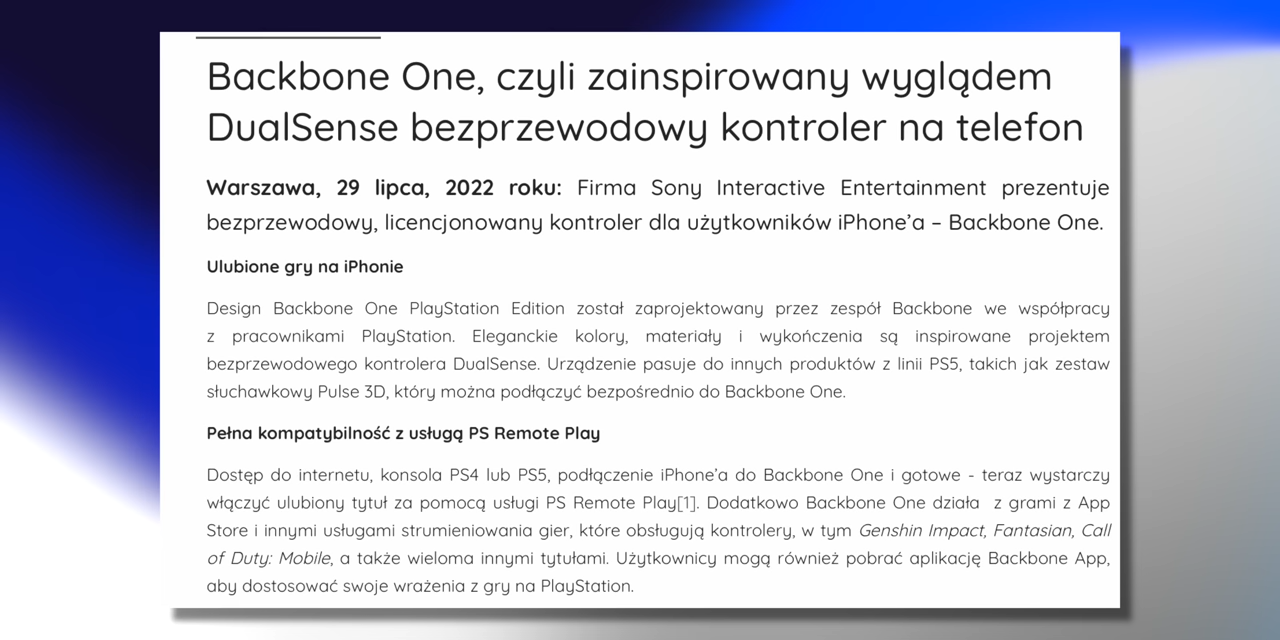 Backbone One, czyli zainspirowany wyglądem
DualSense bezprzewodowy kontroler na telefon
Warszawa, 29 lipca, 2022 roku: Firma Sony Interactive Entertainment prezentuje
bezprzewodowy, licencjonowany kontroler dla użytkowników iPhone’a – Backbone One.
Ulubione gry na iPhonie
Design Backbone One PlayStation Edition został zaprojektowany przez zespół Backbone we współpracy
z pracownikami PlayStation. Eleganckie kolory, materiały i wykończenia są inspirowane projektem
bezprzewodowego kontrolera DualSense. Urządzenie pasuje do innych produktów z linii PS5, takich jak zestaw
słuchawkowy Pulse 3D, który można podłączyć bezpośrednio do Backbone One.
Pełna kompatybilność z usługą PS Remote Play
Dostęp do internetu, konsola PS4 lub PS5, podłączenie iPhone’a do Backbone One i gotowe - teraz wystarczy
włączyć ulubiony tytuł za pomocą usługi PS Remote Play[1]. Dodatkowo Backbone One działa z grami z App
Store i innymi usługami strumieniowania gier, które obsługują kontrolery, w tym Genshin Impact, Fantasian, Call
of Duty: Mobile, a także wieloma innymi tytułami. Użytkownicy mogą również pobrać aplikację Backbone App,
aby dostosować swoje wrażenia z gry na PlayStation.